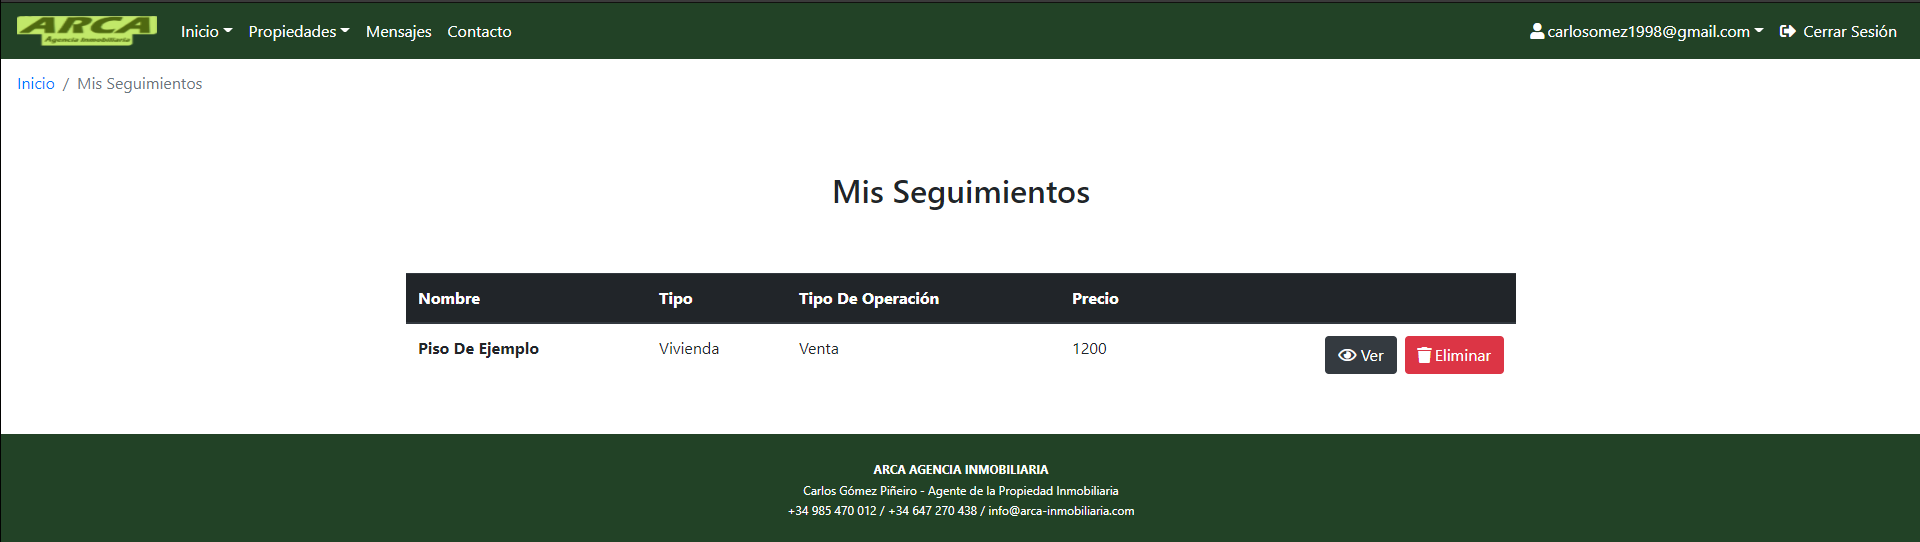 ARCA
Agencia Inmobiliaria
Inicio Propiedades Mensajes Contacto carlosomez1998@gmail.com Cerrar Sesión
Inicio / Mis Seguimientos
Mis Seguimientos
Nombre Tipo Tipo De Operación Precio
Piso De Ejemplo Vivienda Venta 1200 Ver Eliminar
ARCA AGENCIA INMOBILIARIA
Carlos Gómez Piñeiro - Agente de la Propiedad Inmobiliaria
+34 985 470 012 / +34 647 270 438 / info@arca-inmobiliaria.com